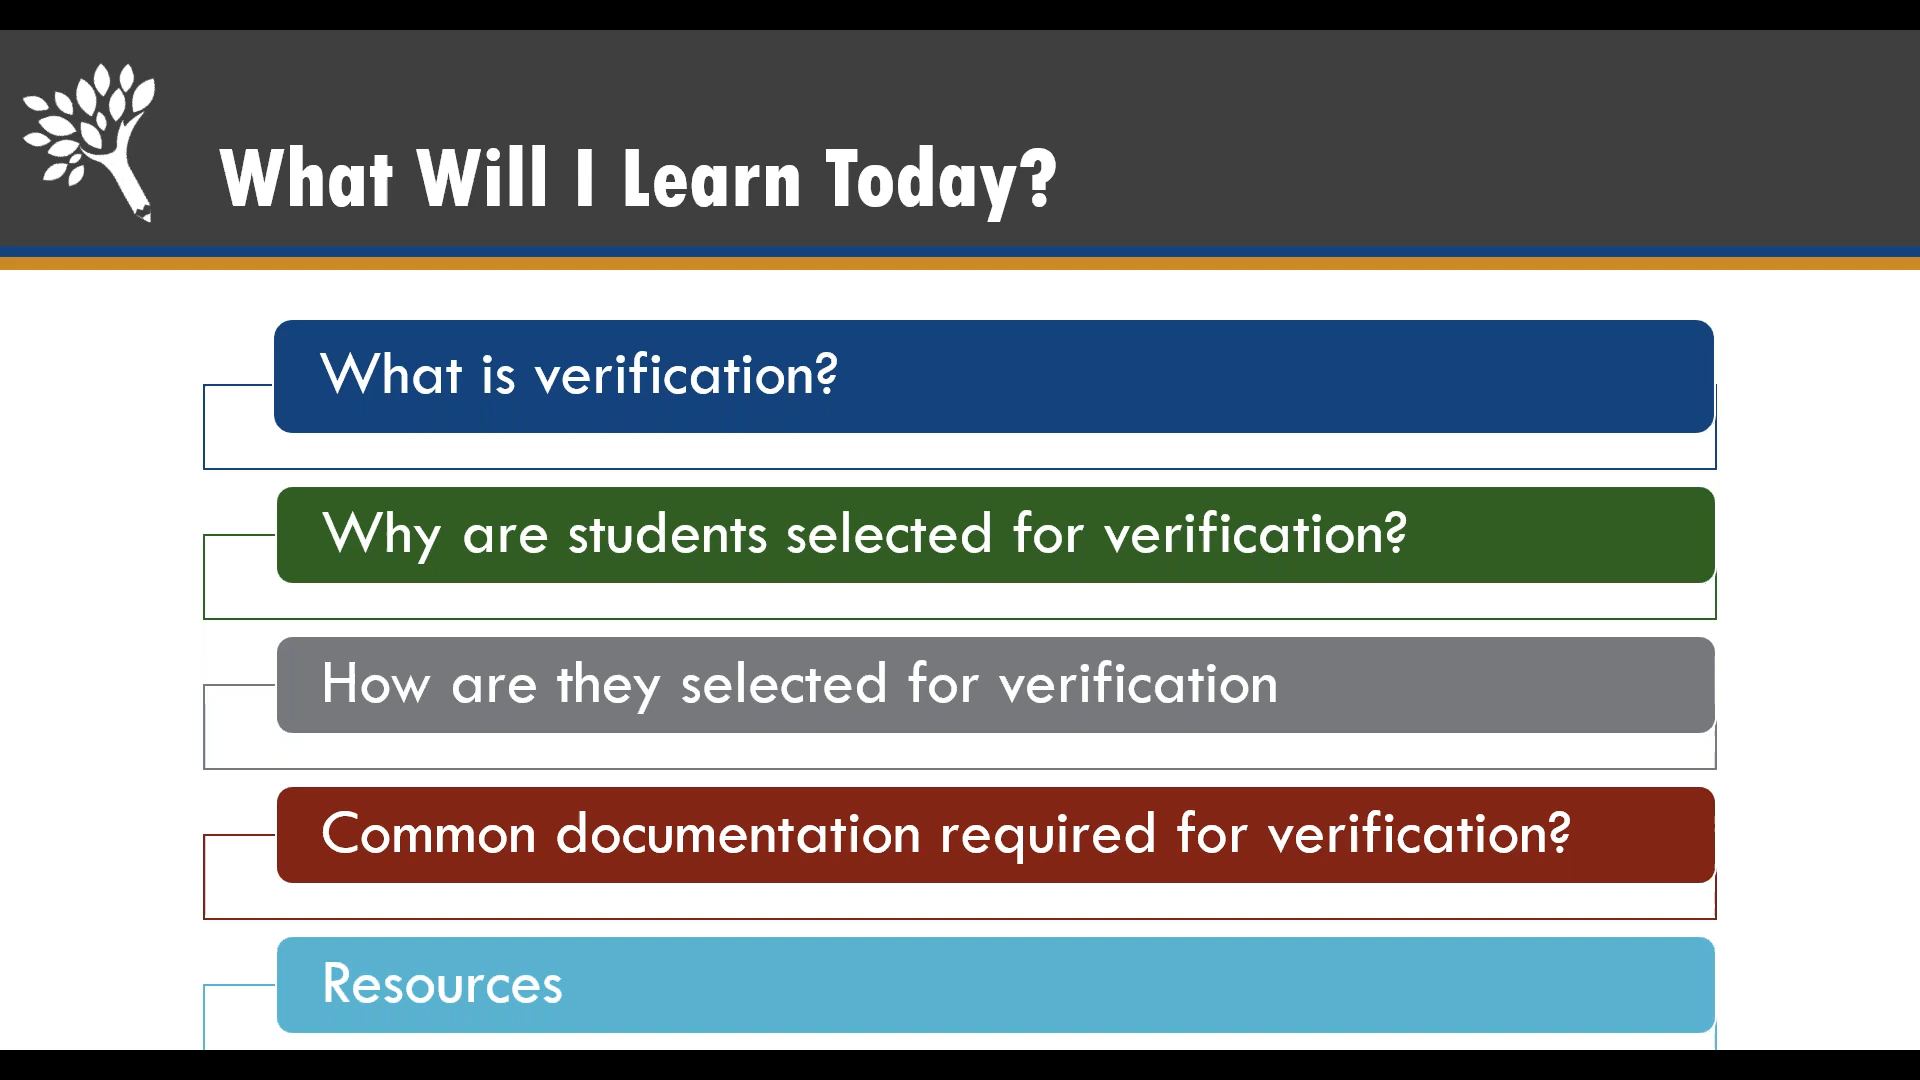 What Will I Learn Today?
What is verification?
Why are students selected for verification?
How are they selected for verification
Common documentation required for verification?
Resources